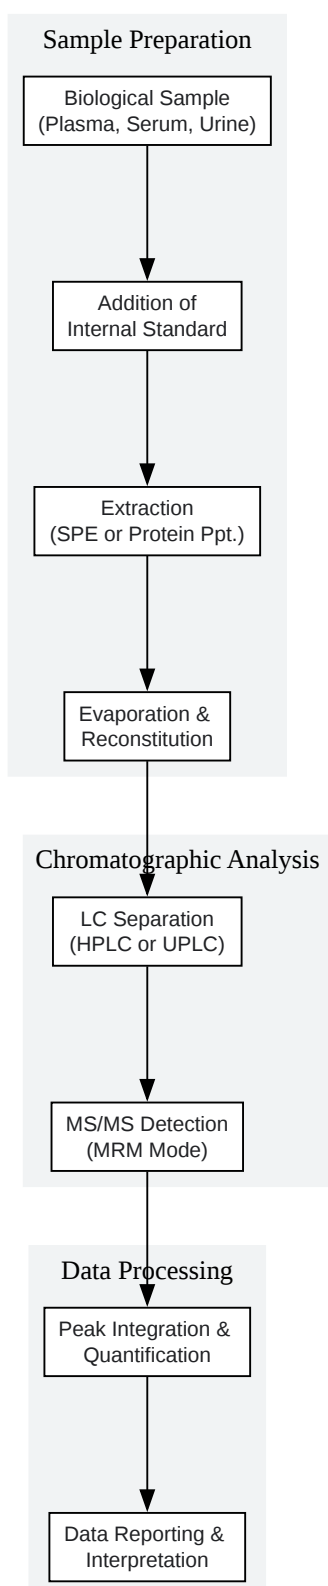 Sample Preparation
Biological Sample
(Plasma, Serum, Urine)
Addition of
Internal Standard
Extraction
(SPE or Protein Ppt.)
Evaporation &
Reconstitution
Chromatographic Analysis
LC Separation
(HPLC or UPLC)
MS/MS Detection
(MRM Mode)
Data Processing
Peak Integration &
Quantification
Data Reporting &
Interpretation